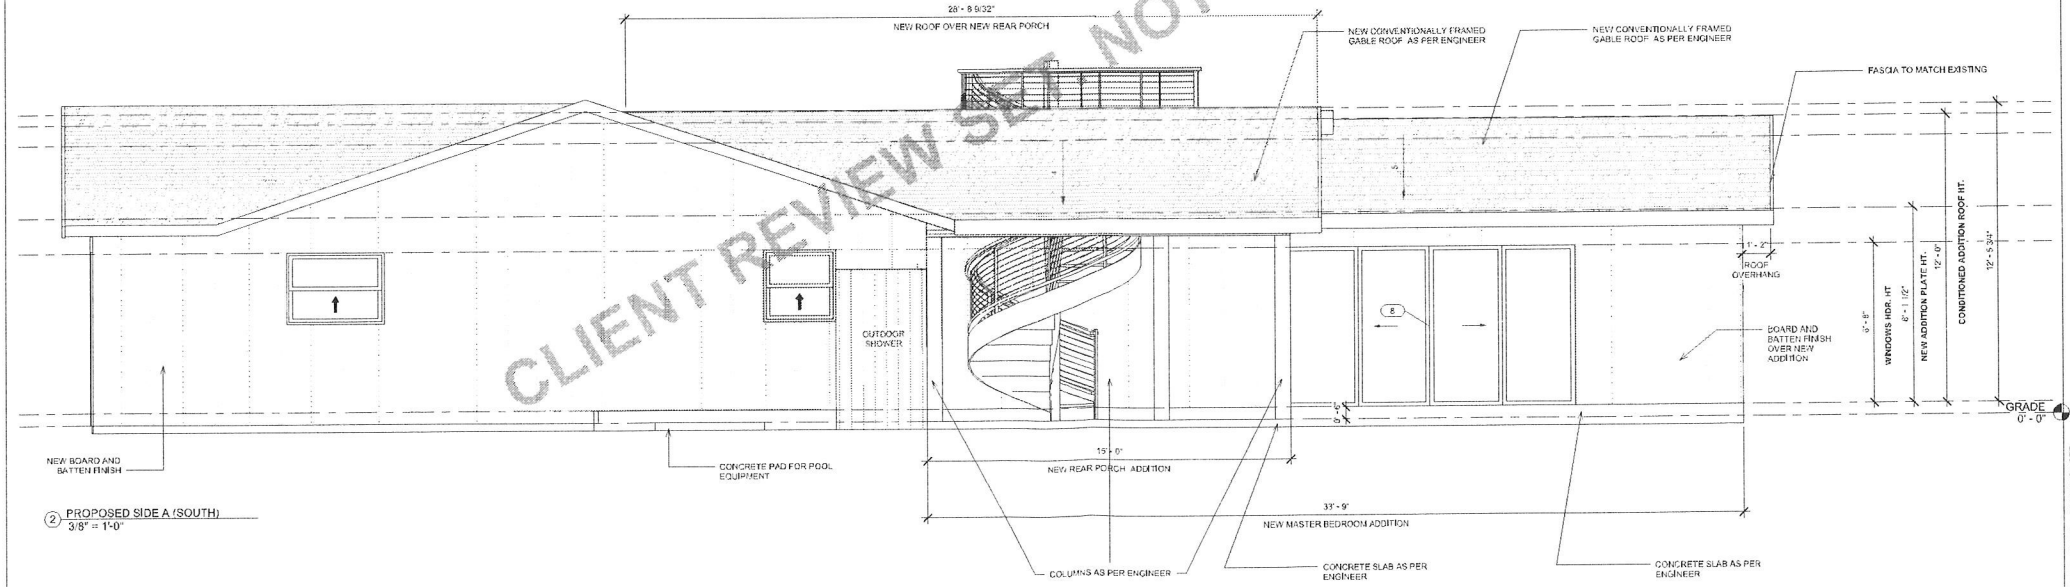 28' - 8 9/32"
NEW ROOF OVER NEW REAR PORCH
NEW CONVENTIONALLY FRAMED
GABLE ROOF AS PER ENGINEER
NEW CONVENTIONALLY FRAMED
GABLE ROOF AS PER ENGINEER
FASCIA TO MATCH EXISTING
CLIENT REVIEW SET NO
4
1' - 2"
ROOF
OVERHANG
8
OUTDOOR
SHOWER
BOARD AND
BATTEN FINISH
OVER NEW
ADDITION
6' - 8"
WINDOWS HDR. HT
8' - 1 1/2"
NEW ADDITION PLATE HT.
12' - 0"
CONDITIONED ADDITION ROOF HT.
12' - 5 3/4"
GRADE
0' - 0"
0' - 6"
NEW BOARD AND
BATTEN FINISH
CONCRETE PAD FOR POOL
EQUIPMENT
15' - 0"
NEW REAR PORCH ADDITION
33' - 9"
NEW MASTER BEDROOM ADDITION
COLUMNS AS PER ENGINEER
CONCRETE SLAB AS PER
ENGINEER
CONCRETE SLAB AS PER
ENGINEER
2 PROPOSED SIDE A (SOUTH)
3/8" = 1'-0"